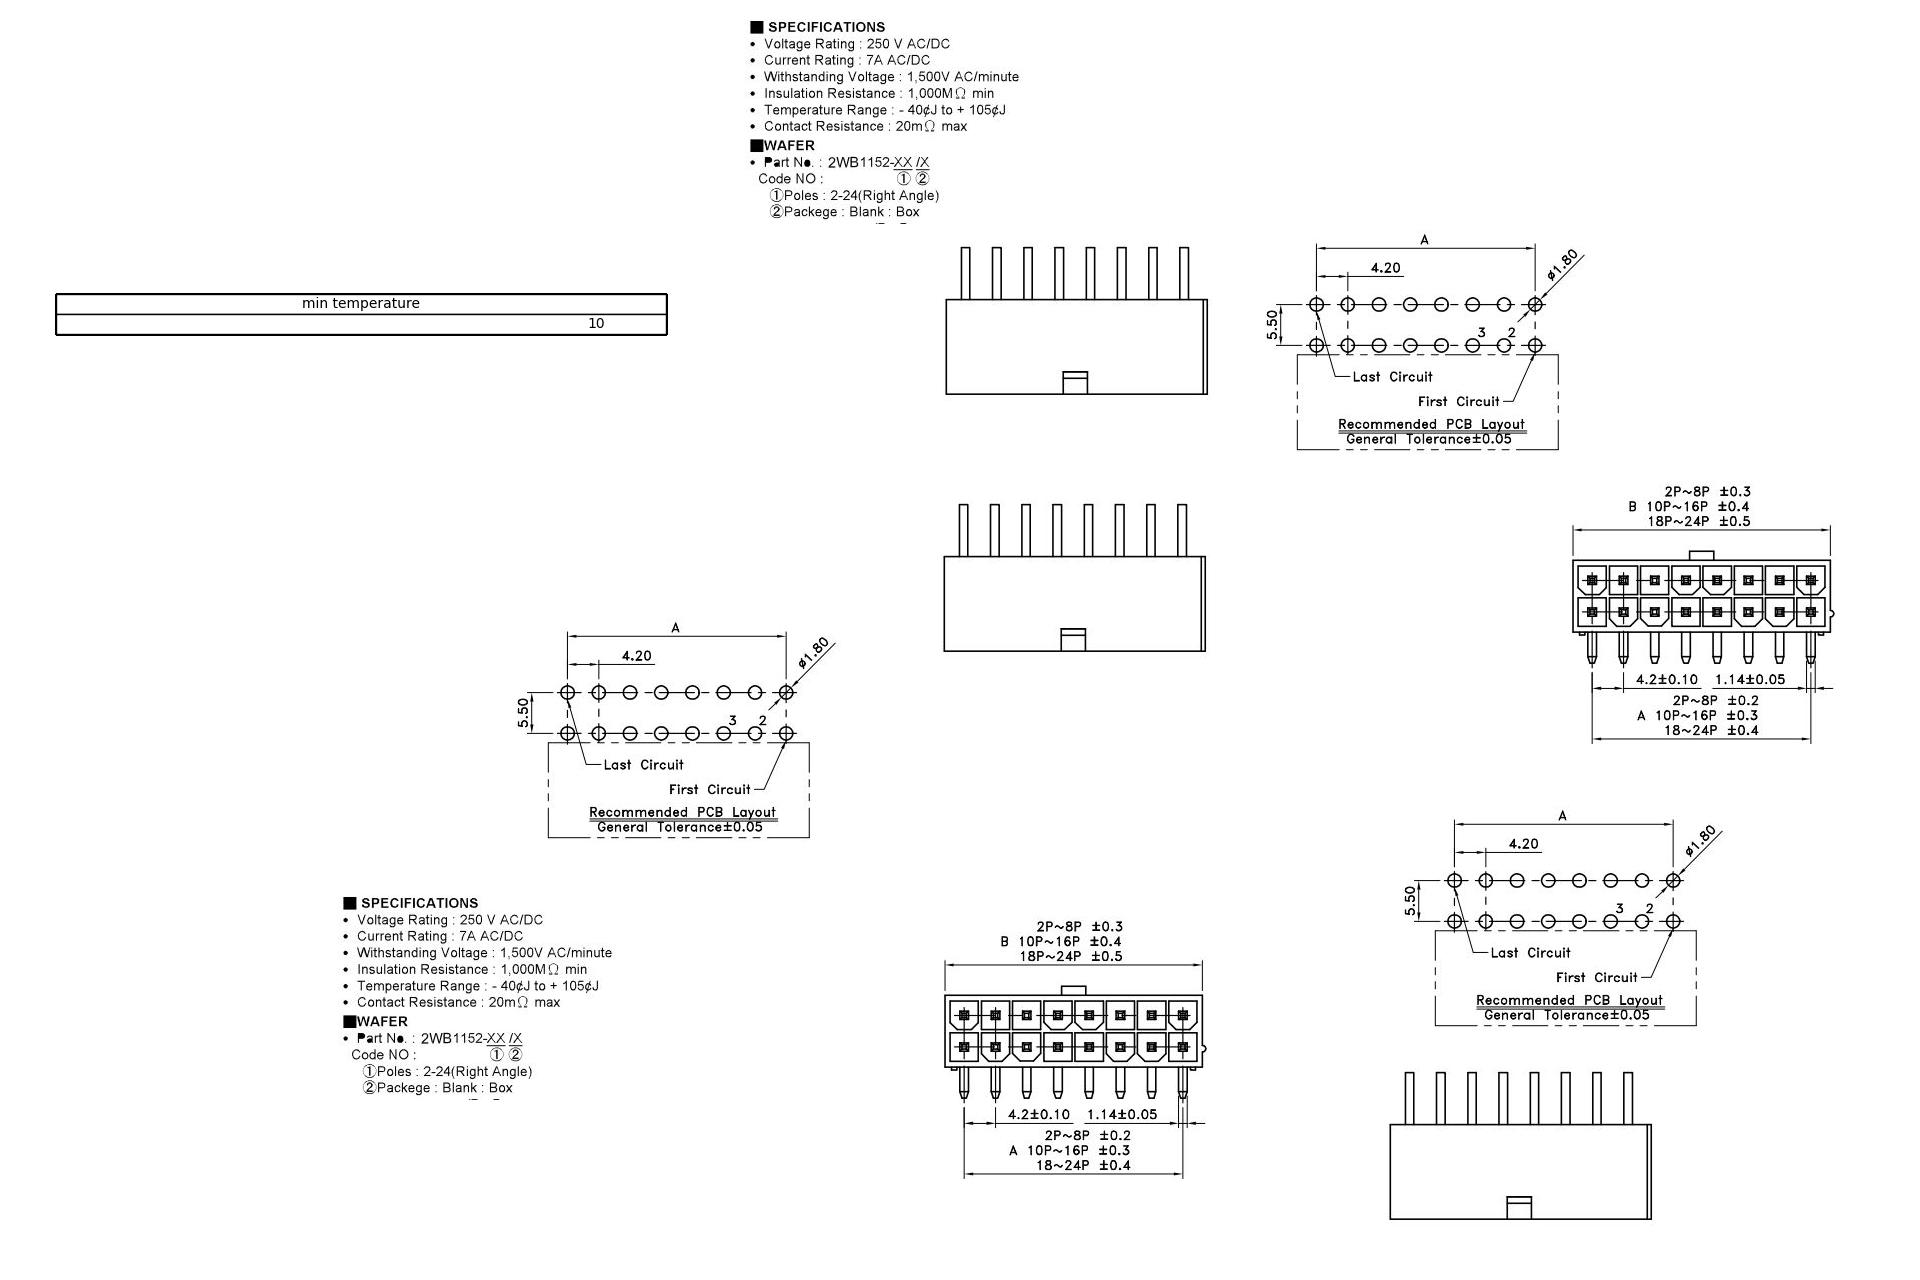 ■ SPECIFICATIONS
• Voltage Rating : 250 V AC/DC
• Current Rating : 7A AC/DC
• Withstanding Voltage : 1,500V AC/minute
• Insulation Resistance : 1,000MΩ min
• Temperature Range : - 40¢J to + 105¢J
• Contact Resistance : 20mΩ max
■WAFER
• Part No. : 2WB1152-XX /X
Code NO : ① ②
①Poles : 2-24(Right Angle)
②Packege : Blank : Box
min temperature
10
A
4.20
ø1.80
5.50
3 2
Last Circuit
First Circuit
Recommended PCB Layout
General Tolerance±0.05
2P~8P ±0.3
B 10P~16P ±0.4
18P~24P ±0.5
4.2±0.10 1.14±0.05
2P~8P ±0.2
A 10P~16P ±0.3
18~24P ±0.4
A
4.20
ø1.80
5.50
3 2
Last Circuit
First Circuit
Recommended PCB Layout
General Tolerance±0.05
A
4.20
ø1.80
5.50
3 2
Last Circuit
First Circuit
Recommended PCB Layout
General Tolerance±0.05
■ SPECIFICATIONS
• Voltage Rating : 250 V AC/DC
• Current Rating : 7A AC/DC
• Withstanding Voltage : 1,500V AC/minute
• Insulation Resistance : 1,000MΩ min
• Temperature Range : - 40¢J to + 105¢J
• Contact Resistance : 20mΩ max
■WAFER
• Part No. : 2WB1152-XX /X
Code NO : ① ②
①Poles : 2-24(Right Angle)
②Packege : Blank : Box
2P~8P ±0.3
B 10P~16P ±0.4
18P~24P ±0.5
4.2±0.10 1.14±0.05
2P~8P ±0.2
A 10P~16P ±0.3
18~24P ±0.4